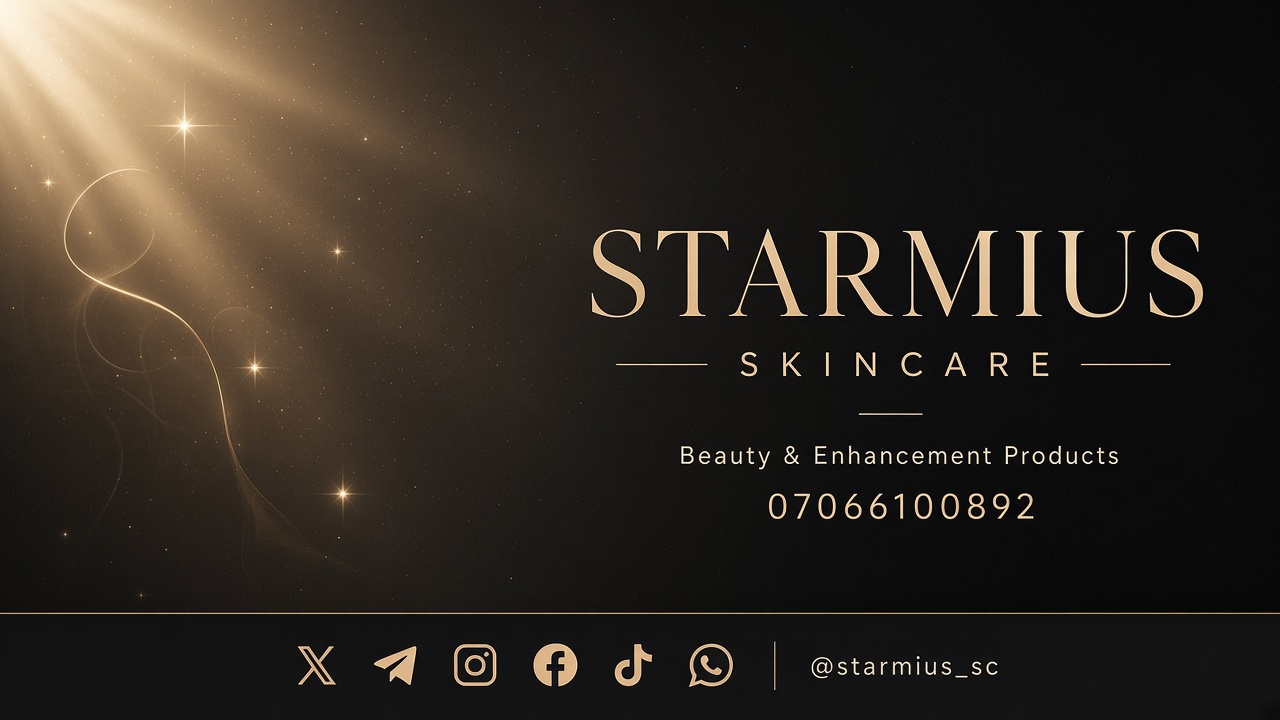 STARMIUS
SKINCARE
Beauty & Enhancement Products
07066100892
@starmius_sc